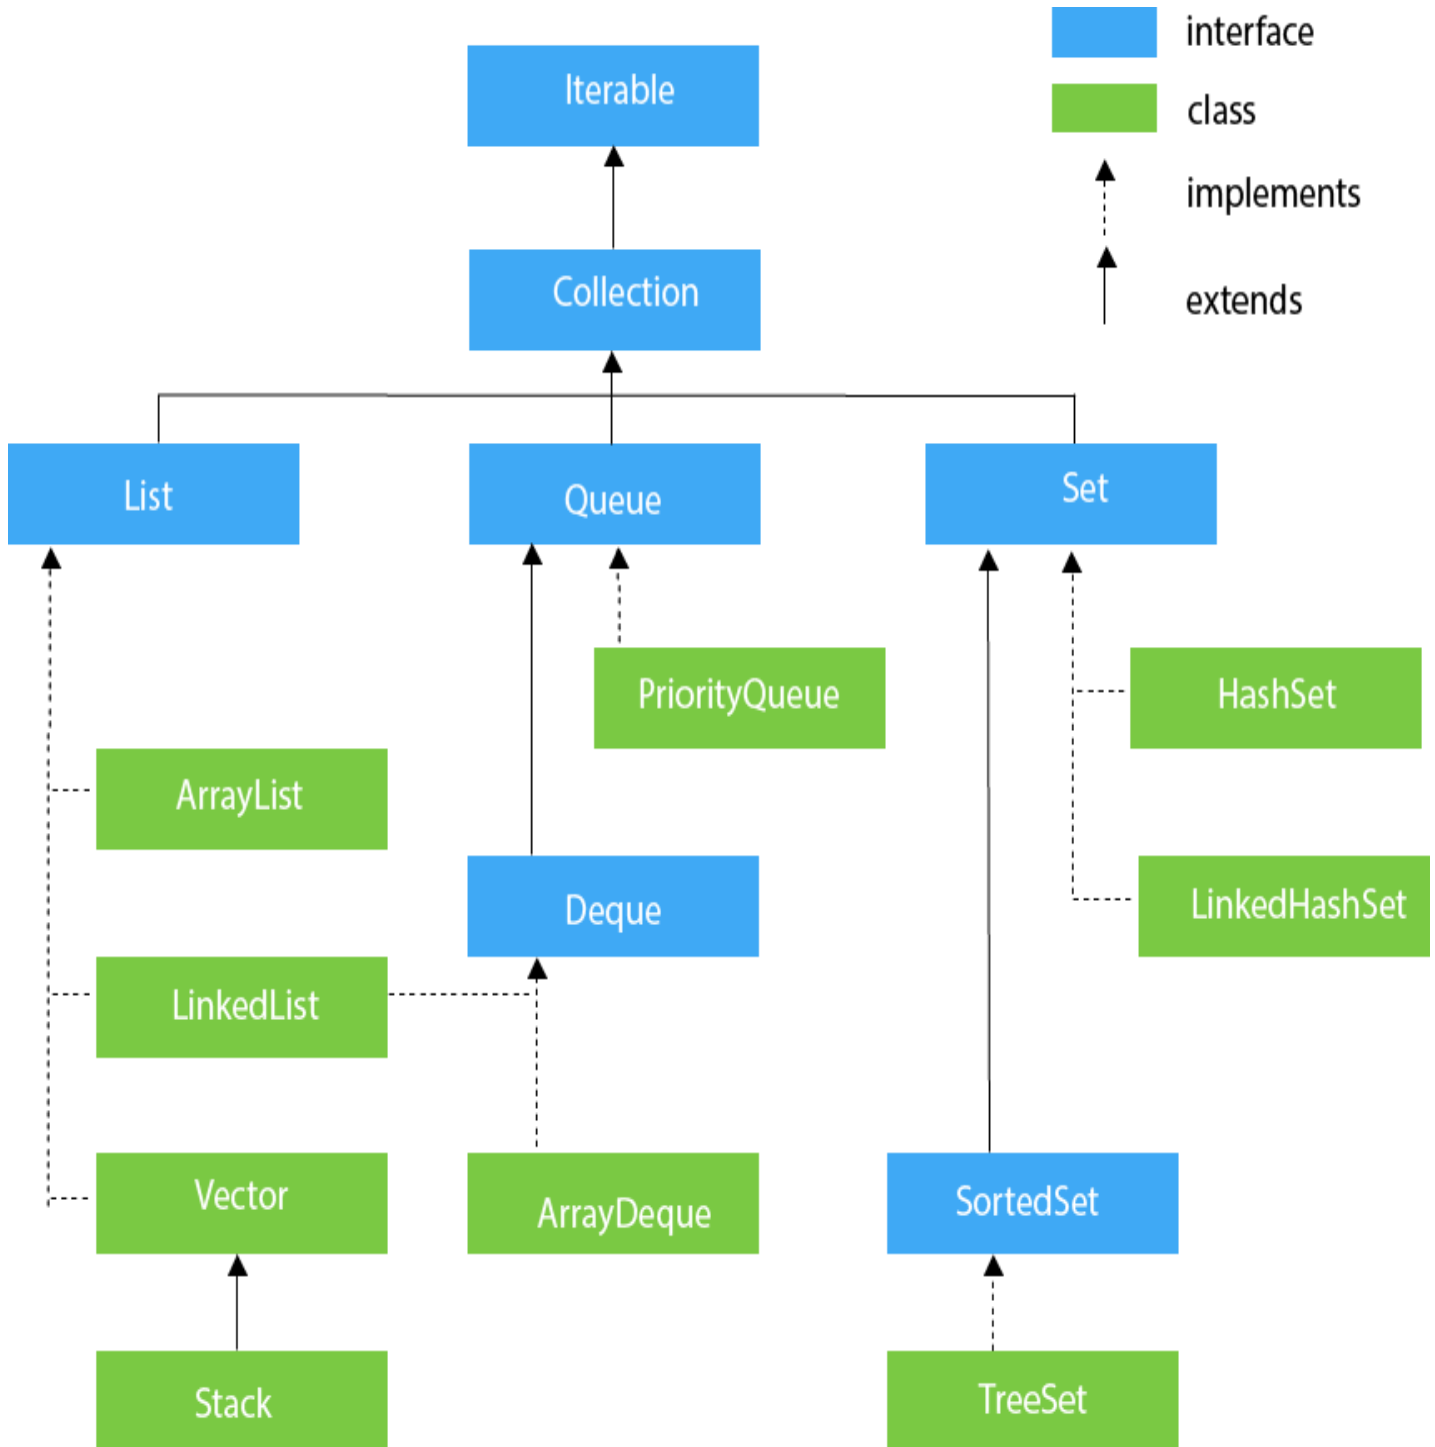 interface
Iterable
class
implements
Collection
extends
List
Queue
Set
PriorityQueue
HashSet
ArrayList
Deque
LinkedHashSet
LinkedList
Vector
ArrayDeque
SortedSet
Stack
TreeSet